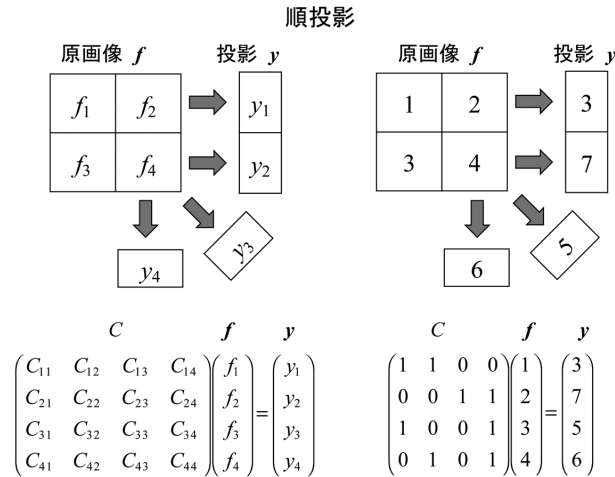 順投影
原画像 f 投影 y
f₁ f₂ y₁
f₃ f₄ y₂
y₄ y₃
原画像 f 投影 y
1 2 3
3 4 7
6 5
C f y
C₁₁ C₁₂ C₁₃ C₁₄ f₁ y₁
C₂₁ C₂₂ C₂₃ C₂₄ f₂ = y₂
C₃₁ C₃₂ C₃₃ C₃₄ f₃ y₃
C₄₁ C₄₂ C₄₃ C₄₄ f₄ y₄
C f y
1 1 0 0 1 3
0 0 1 1 2 = 7
1 0 0 1 3 5
0 1 0 1 4 6